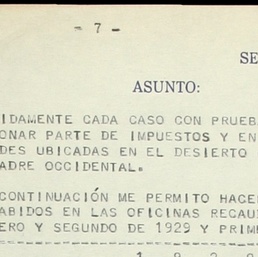 - 7 -
SE
ASUNTO:
IDAMENTE CADA CASO CON PRUEB
ONAR PARTE DE IMPUESTOS Y EN
DES UBICADAS EN EL DESIERTO
ADRE OCCIDENTAL.
CONTINUACIÓN ME PERMITO HACE
ABIDOS EN LAS OFICINAS RECAU
ERO Y SEGUNDO DE 1929 Y PRIM